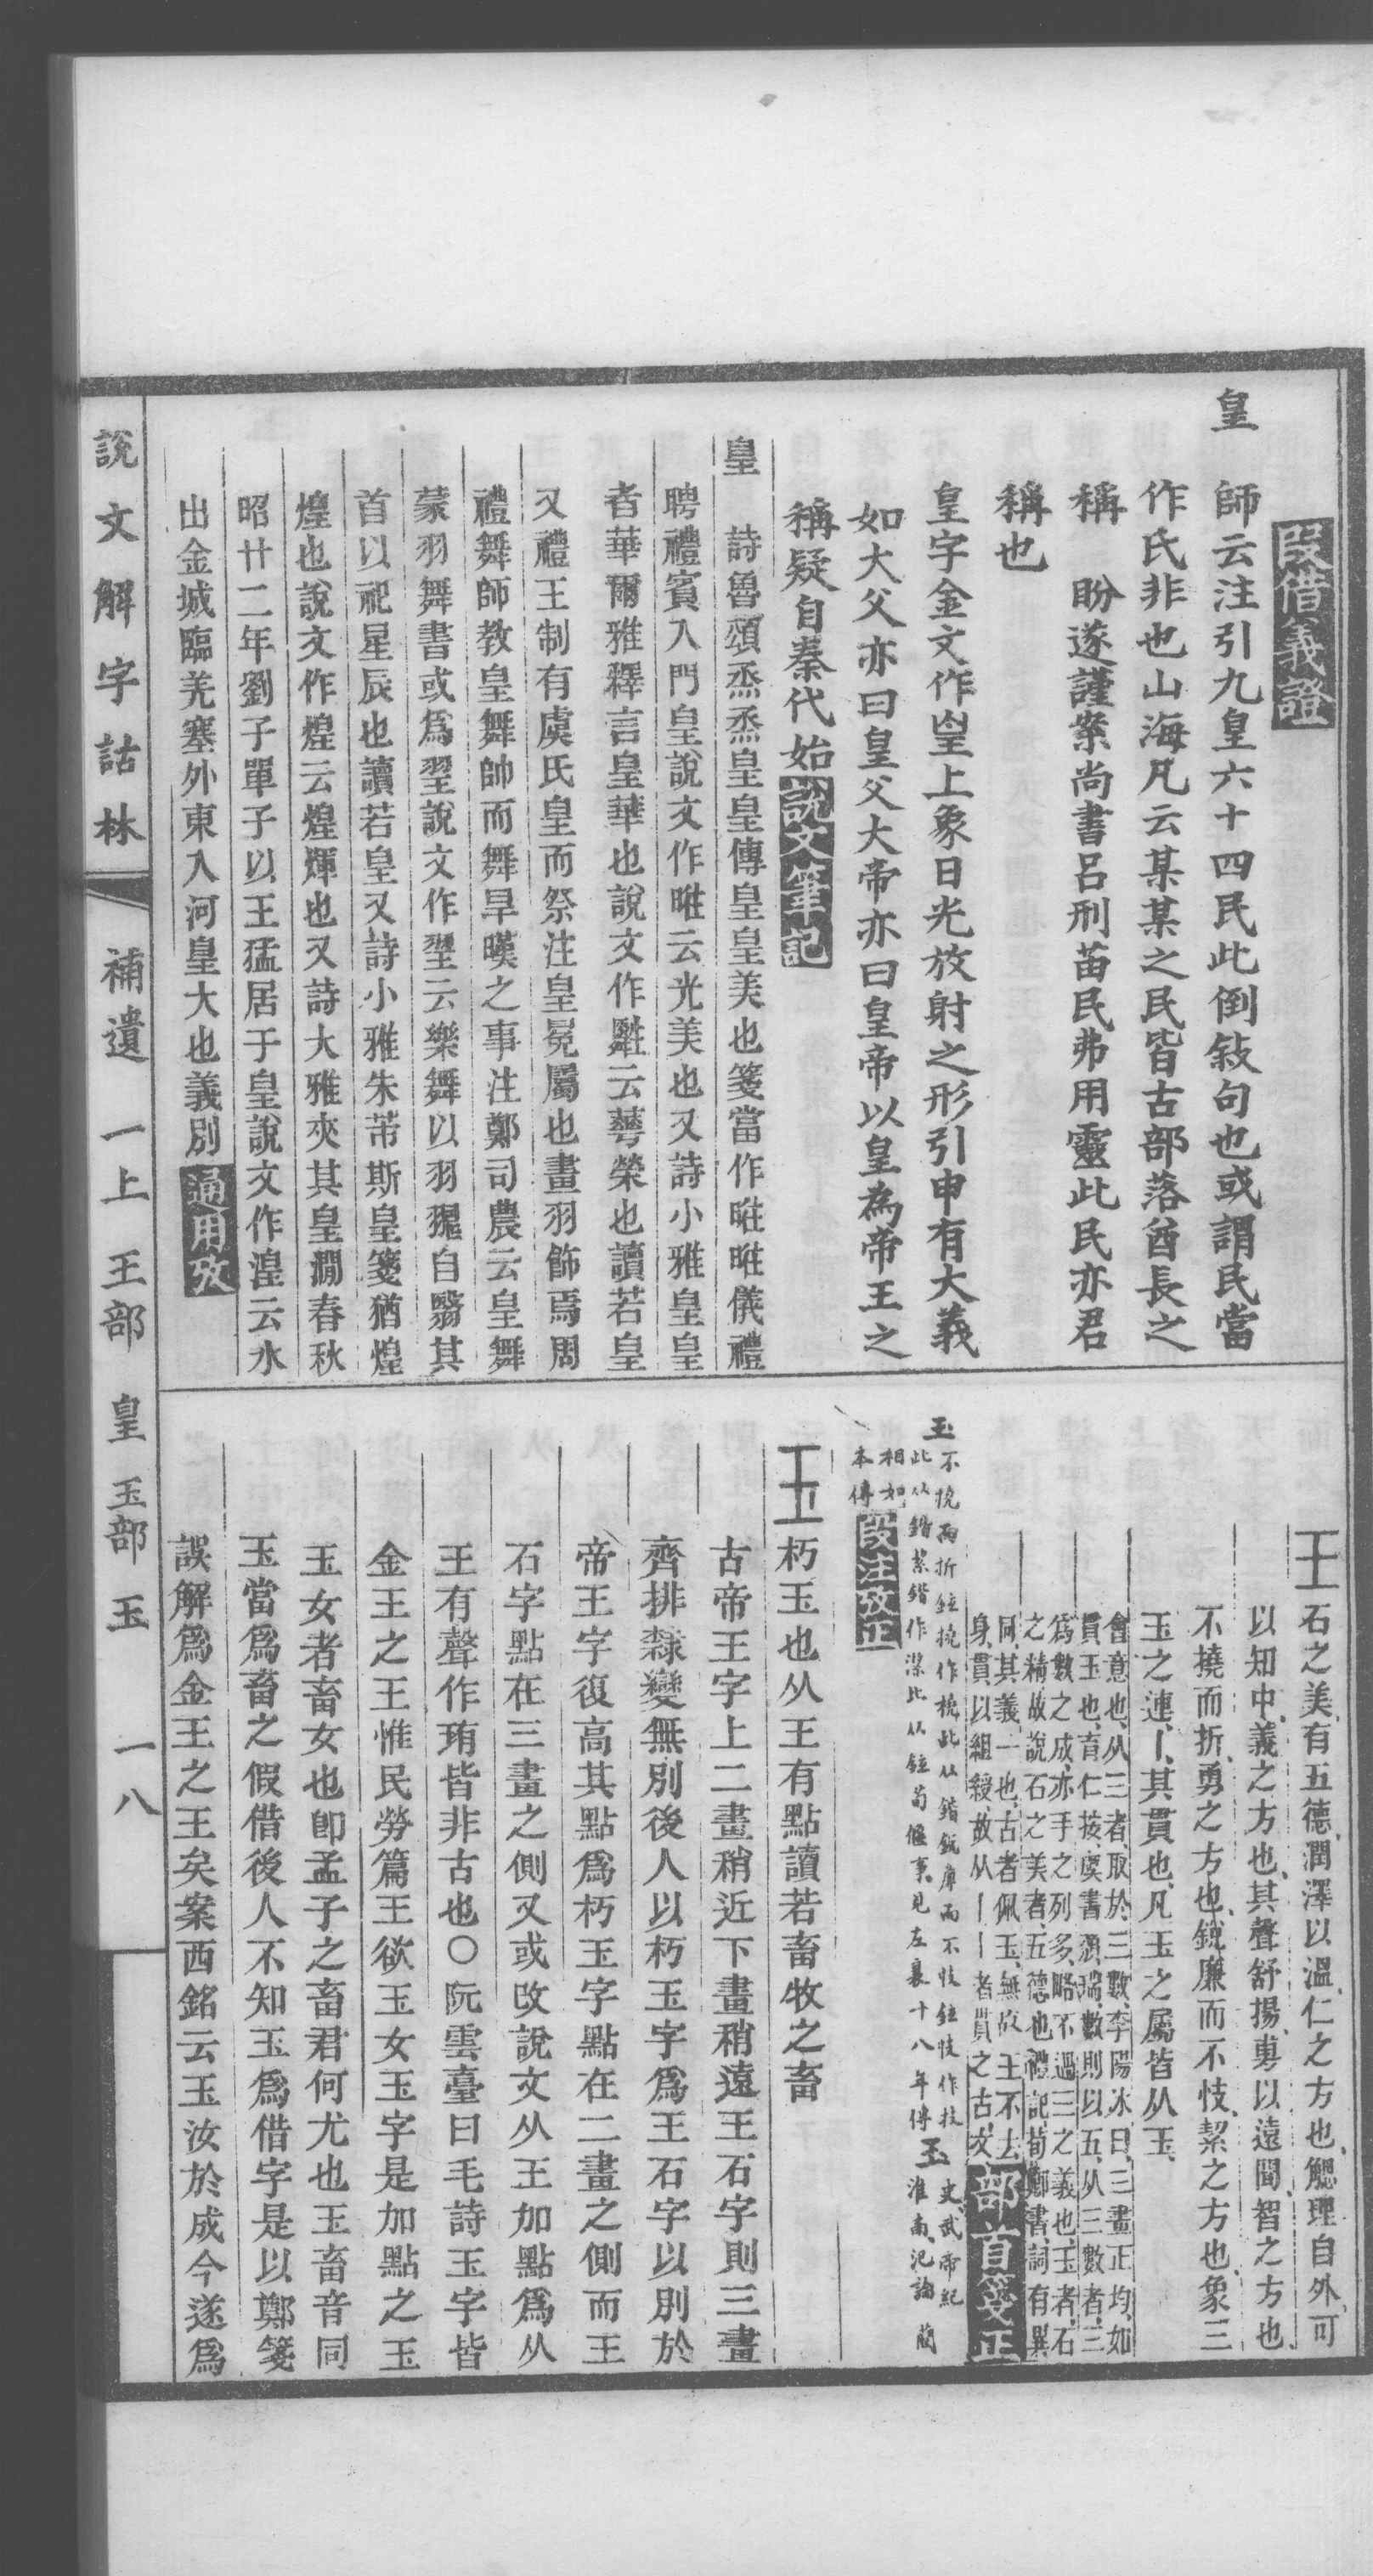 叚借義證
皇　師云注引九皇六十四民此倒敍句也或謂民當
作氏非也山海凡云某某之民皆古部落酋長之
稱　盼遂謹案尚書呂刑苗民弗用靈此民亦君
稱也
皇字金文作𤽙上象日光放射之形引申有大義
如大父亦曰皇父大帝亦曰皇帝以皇為帝王之
稱疑自秦代始說文筆記
皇　詩魯頌烝烝皇皇傳皇皇美也箋當作暀暀儀禮
聘禮賓入門皇說文作暀云光美也又詩小雅皇皇
者華爾雅釋言皇華也說文作䑟云蕚榮也讀若皇
又禮王制有虞氏皇而祭注皇冕屬也畫羽飾焉周
禮舞師教皇舞帥而舞旱暵之事注鄭司農云皇舞
蒙羽舞書或爲翌說文作翌云樂舞以羽𦒉自翳其
首以祀星辰也讀若皇又詩小雅朱芾斯皇箋猶煌
煌也說文作煌云煌煇也又詩大雅夾其皇澗春秋
昭廿二年劉子單子以王猛居于皇說文作湟云水
出金城臨羌塞外東入河皇大也義別通用攷
王石之美有五德潤澤以溫仁之方也䚡理自外可
以知中義之方也其聲舒揚専以遠聞智之方也
不撓而折勇之方也銳廉而不忮絜之方也象三
玉之連丨其貫也凡玉之屬皆从玉
會意也从三者取於三數李陽冰曰三畫正均如
貫玉也育仁按虞書㺿瑞數則以五从三數者三
爲數之成亦手之列多略不過三之義也玉者石
之精故說石之美者五德也禮記荀鄭書詞有異
同其義一也古者佩玉無故玉不去
身貫以組綬故从丨丨者貫之古文部首箋正
玉不撓而折鉉撓作橈此从鍇銳廉而不忮鉉忮作技
此从鍇絜鍇作潔此从鉉荀偃事見左襄十八年傳玉史武帝紀
淮南氾論　藺
相如
本傳段注攷正
𤣩朽玉也从王有點讀若畜牧之畜
古帝王字上二畫稍近下畫稍遠王石字則三畫
齊排隸變無別後人以朽玉字爲王石字以別於
帝王字復高其點爲朽玉字點在二畫之側而王
石字點在三畫之側又或改說文从王加點爲从
王有聲作珛皆非古也○阮雲臺曰毛詩玉字皆
金王之王惟民勞篇王欲玉女玉字是加點之玉
玉女者畜女也卽孟子之畜君何尤也玉畜音同
玉當爲畜之假借後人不知玉爲借字是以鄭箋
誤解爲金王之王矣案西銘云玉汝於成今遂爲
說文解字詁林　補遺　一上　王部　皇　玉部　玉　一八